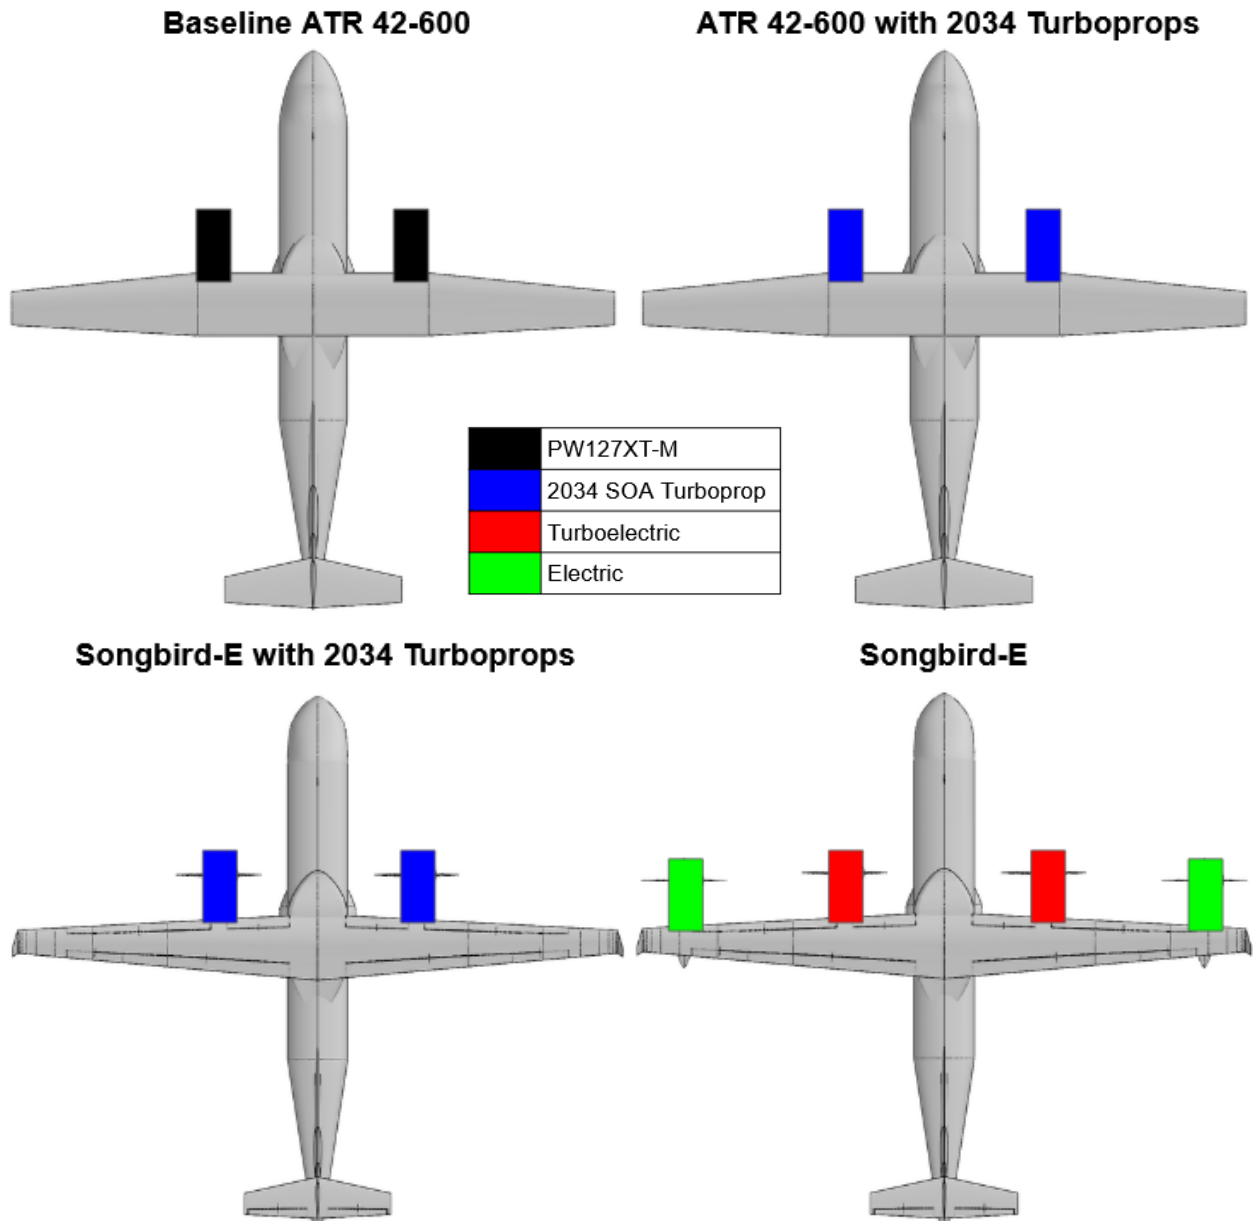 Baseline ATR 42-600
ATR 42-600 with 2034 Turboprops
PW127XT-M
2034 SOA Turboprop
Turboelectric
Electric
Songbird-E with 2034 Turboprops
Songbird-E